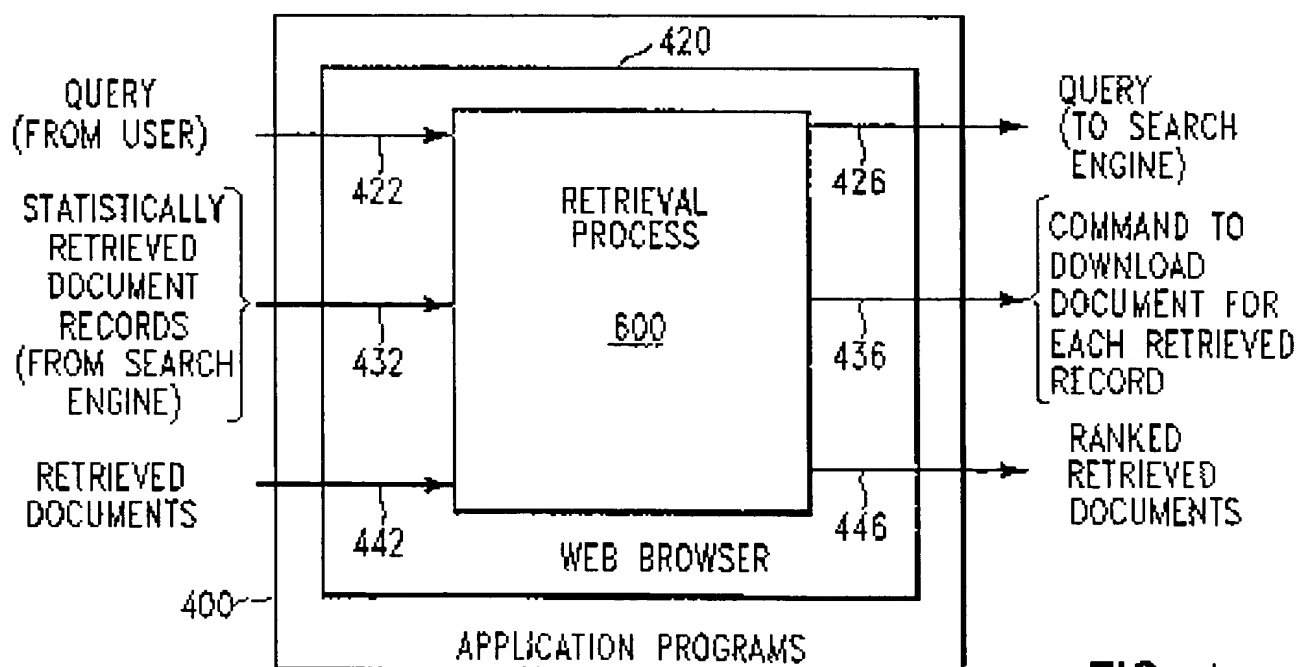 420
QUERY
(FROM USER)
422
STATISTICALLY
RETRIEVED
DOCUMENT
RECORDS
(FROM SEARCH
ENGINE)
432
RETRIEVED
DOCUMENTS
442
RETRIEVAL
PROCESS
600
WEB BROWSER
400
APPLICATION PROGRAMS
426
QUERY
(TO SEARCH
ENGINE)
436
COMMAND TO
DOWNLOAD
DOCUMENT FOR
EACH RETRIEVED
RECORD
446
RANKED
RETRIEVED
DOCUMENTS